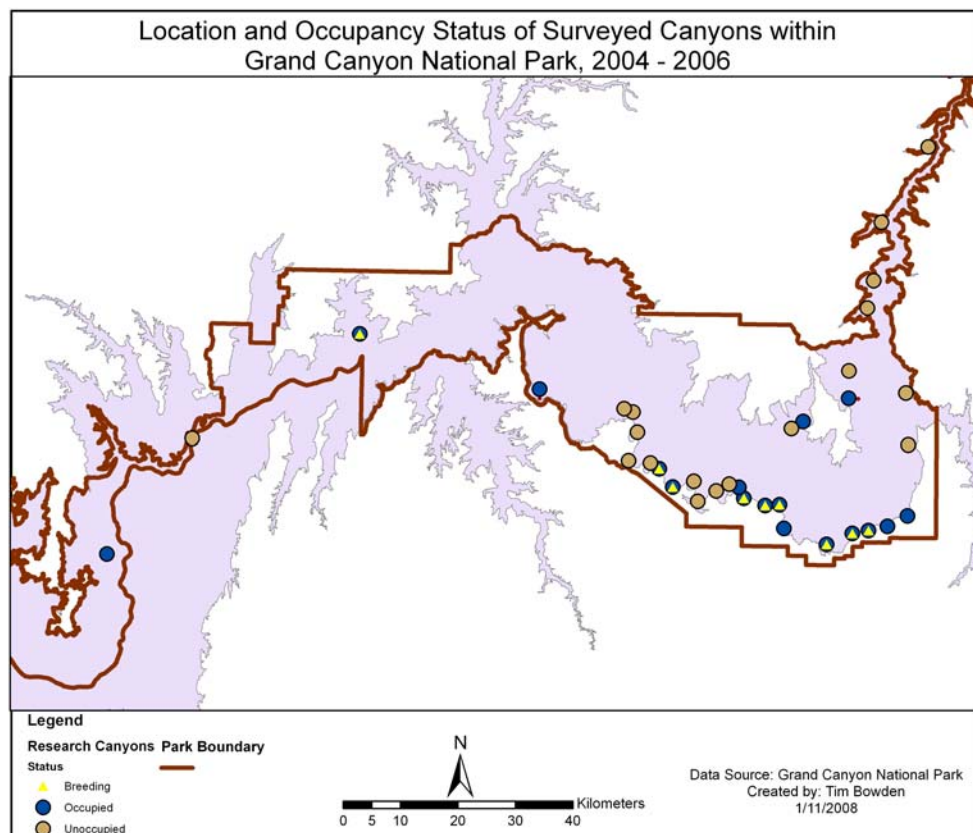 Location and Occupancy Status of Surveyed Canyons within
Grand Canyon National Park, 2004 - 2006
Legend
Research Canyons Park Boundary
Status
Breeding
Occupied
Unoccupied
N
Kilometers
0 5 10 20 30 40
Data Source: Grand Canyon National Park
Created by: Tim Bowden
1/11/2008